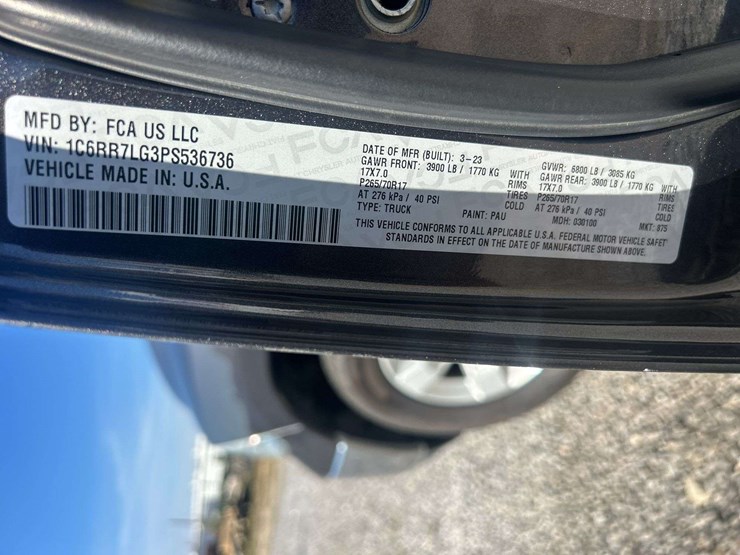 MFD BY: FCA US LLC
VIN: 1C6RR7LG3PS536736
VEHICLE MADE IN: U.S.A.
DATE OF MFR (BUILT): 3-23 GVWR: 6800 LB / 3085 KG
GAWR FRONT: 3900 LB / 1770 KG WITH GAWR REAR: 3900 LB / 1770 KG WITH
17X7.0 RIMS 17X7.0 RIMS
P265/70R17 TIRES P265/70R17 TIRES
AT 276 kPa / 40 PSI COLD AT 276 kPa / 40 PSI COLD
TYPE: TRUCK PAINT: PAU MDH: 030100 MKT: 875
THIS VEHICLE CONFORMS TO ALL APPLICABLE U.S.A. FEDERAL MOTOR VEHICLE SAFET
STANDARDS IN EFFECT ON THE DATE OF MANUFACTURE SHOWN ABOVE.